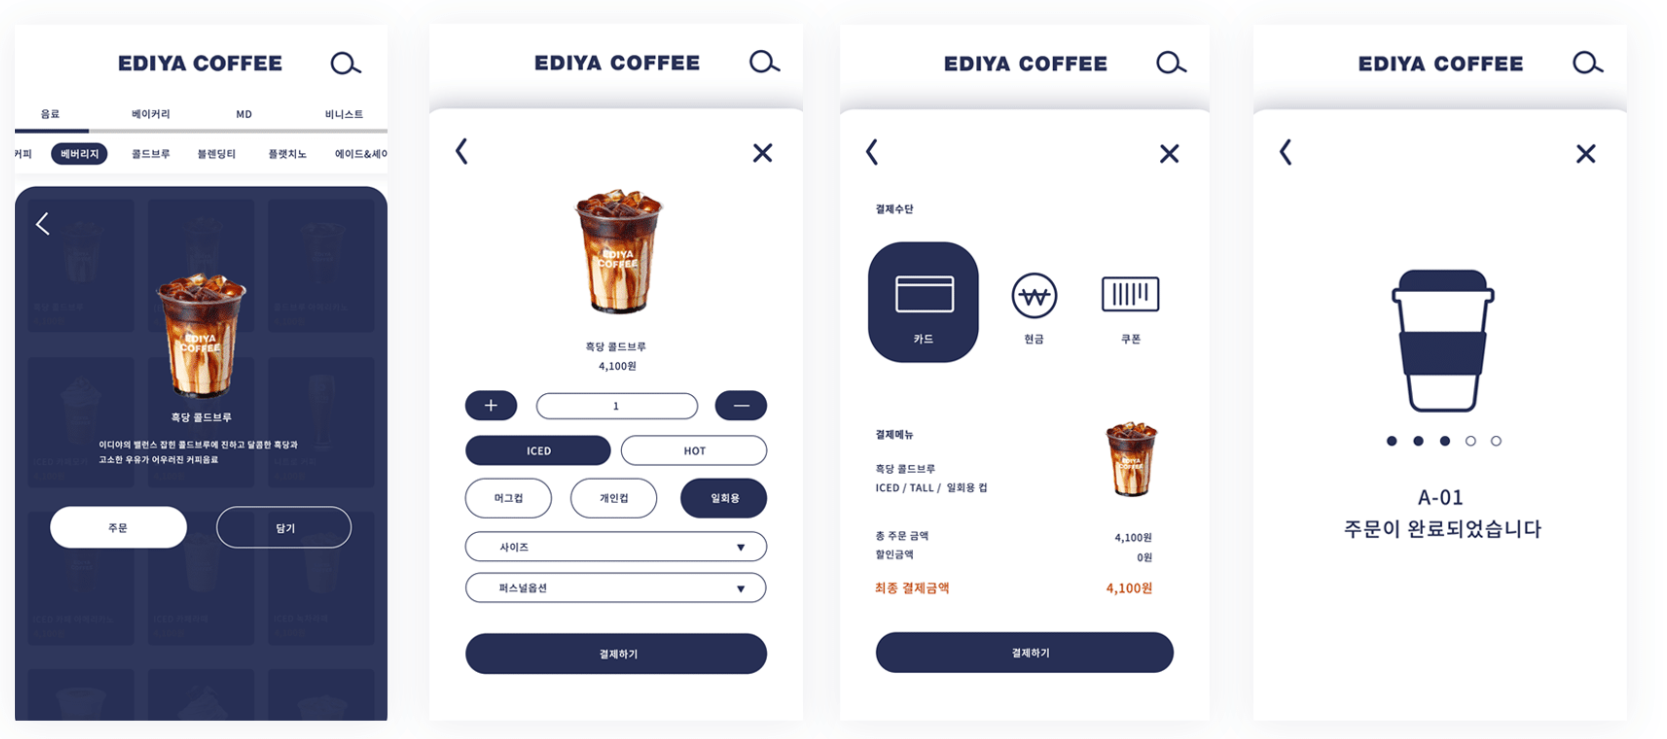 EDIYA COFFEE
음료 베이커리 MD 비니스트
커피 베버리지 콜드브루 블렌딩티 플랫치노 에이드&
EDIYA
COFFEE
흑당 콜드브루
이디야의 밸런스 잡힌 콜드브루에 진하고 달콤한 흑당과
고소한 우유가 어우러진 커피음료
주문 담기
EDIYA COFFEE
EDIYA
COFFEE
흑당 콜드브루
4,100원
+ 1 —
ICED HOT
머그컵 개인컵 일회용
사이즈 ▼
퍼스널옵션 ▼
결제하기
EDIYA COFFEE
결제수단
카드 현금 쿠폰
결제메뉴
EDIYA
COFFEE
흑당 콜드브루
ICED / TALL / 일회용 컵
총 주문 금액 4,100원
할인금액 0원
최종 결제금액 4,100원
결제하기
EDIYA COFFEE
A-01
주문이 완료되었습니다